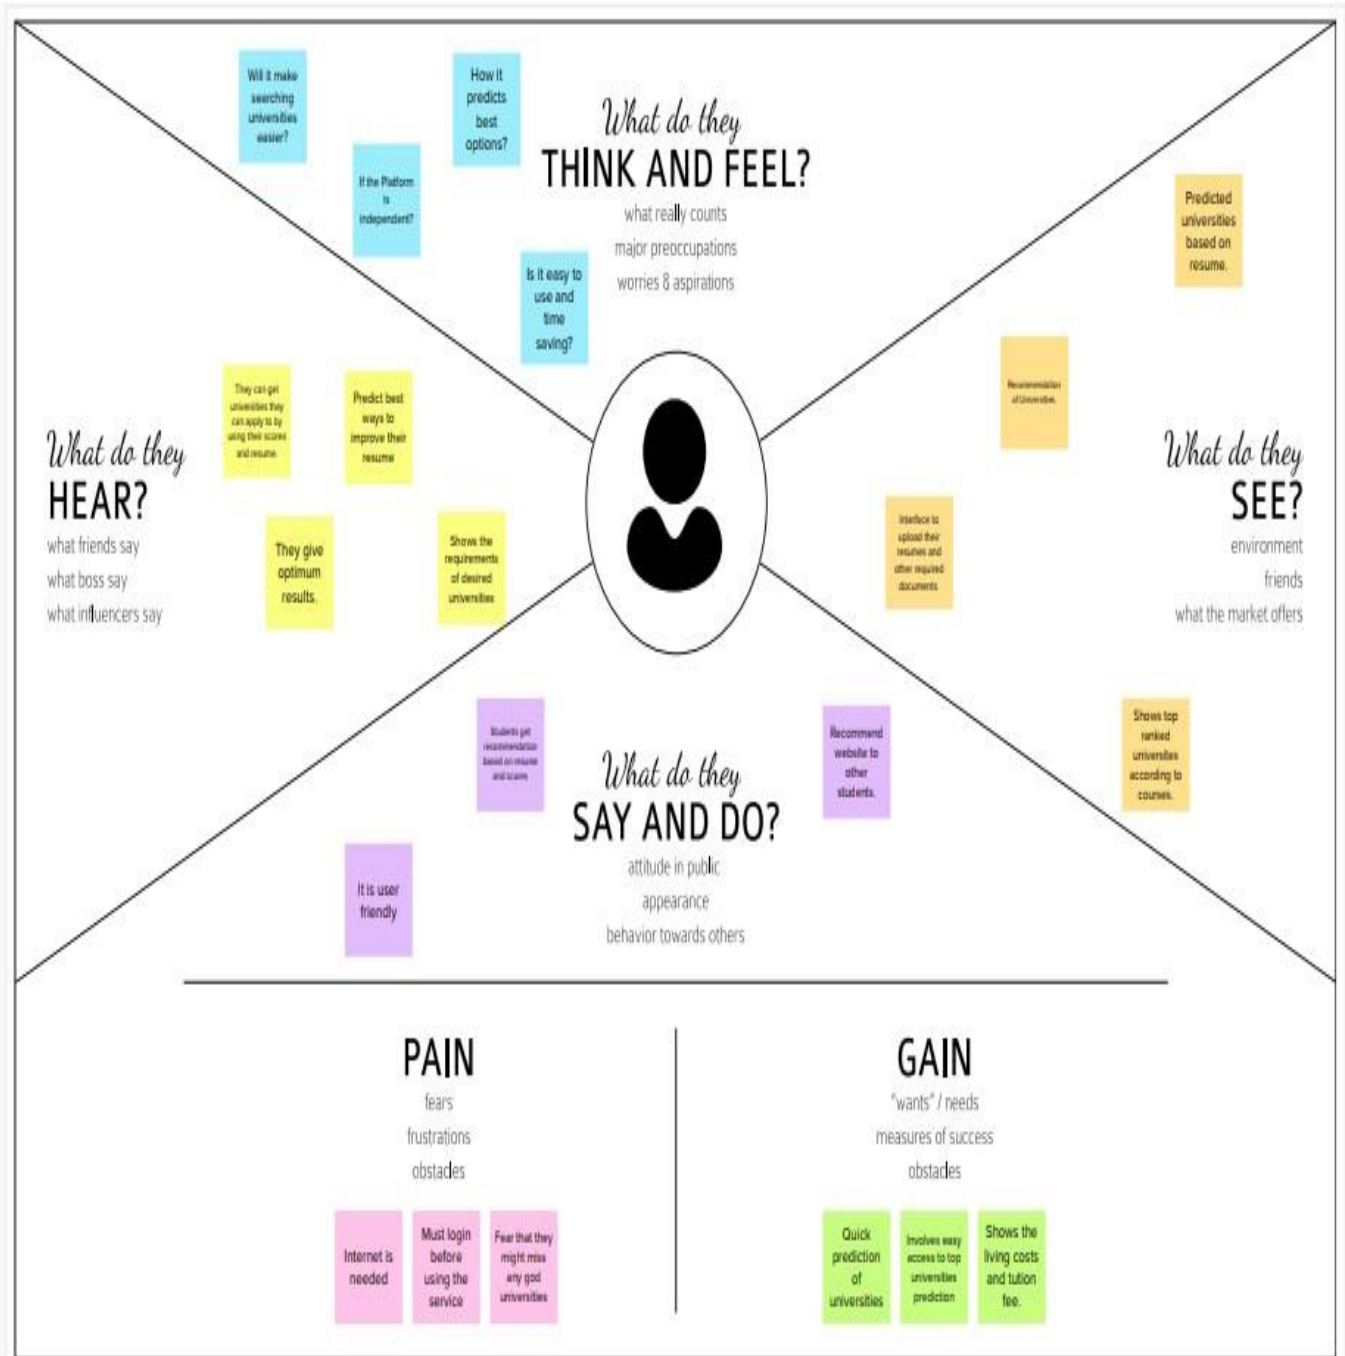 Will it make
searching
universities
easier?
How it
predicts
best
options?
If the Platform
is
independent?
Is it easy to
use and
time
saving?
What do they
THINK AND FEEL?
what really counts
major preoccupations
worries & aspirations
Predicted
universities
based on
resume.
Recommendation
of Universities.
Interface to
upload their
resumes and
other required
documents.
Shows top
ranked
universities
according to
courses.
What do they
SEE?
environment
friends
what the market offers
What do they
HEAR?
what friends say
what boss say
what influencers say
They can get
universities they
can apply to by
using their scores
and resume.
Predict best
ways to
improve their
resume
They give
optimum
results.
Shows the
requirements
of desired
universities
Students get
recommendation
based on resume
and scores
It is user
friendly
What do they
SAY AND DO?
attitude in public
appearance
behavior towards others
Recommend
website to
other
students.
PAIN
fears
frustrations
obstacles
Internet is
needed
Must login
before
using the
service
Fear that they
might miss
any god
universities
GAIN
"wants" / needs
measures of success
obstacles
Quick
prediction
of
universities
Involves easy
access to top
universities
prediction
Shows the
living costs
and tution
fee.